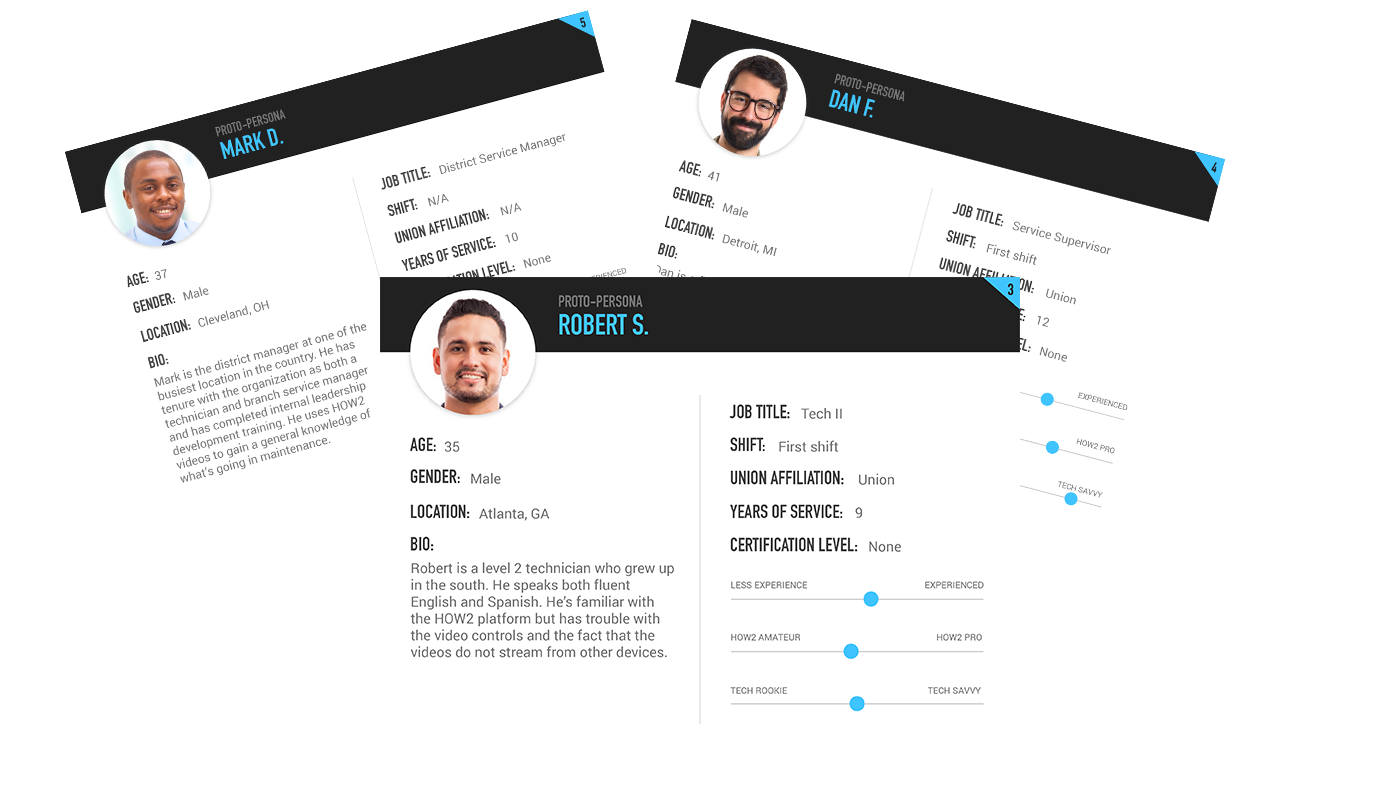 5
PROTO-PERSONA
MARK D.
AGE: 37
GENDER: Male
LOCATION: Cleveland, OH
BIO:
Mark is the district manager at one of the
busiest location in the country. He has
tenure with the organization as both a
technician and branch service manager
and has completed internal leadership
development training. He uses HOW2
videos to gain a general knowledge of
what's going in maintenance.
JOB TITLE: District Service Manager
SHIFT: N/A
UNION AFFILIATION: N/A
YEARS OF SERVICE: 10
LEVEL: None
4
PROTO-PERSONA
DAN F.
AGE: 41
GENDER: Male
LOCATION: Detroit, MI
BIO:
Dan is a
JOB TITLE: Service Supervisor
SHIFT: First shift
UNION AFFILIATION: Union
12
None
EXPERIENCED
HOW2 PRO
TECH SAVVY
3
PROTO-PERSONA
ROBERT S.
AGE: 35
GENDER: Male
LOCATION: Atlanta, GA
BIO:
Robert is a level 2 technician who grew up
in the south. He speaks both fluent
English and Spanish. He's familiar with
the HOW2 platform but has trouble with
the video controls and the fact that the
videos do not stream from other devices.
JOB TITLE: Tech II
SHIFT: First shift
UNION AFFILIATION: Union
YEARS OF SERVICE: 9
CERTIFICATION LEVEL: None
LESS EXPERIENCE EXPERIENCED
HOW2 AMATEUR HOW2 PRO
TECH ROOKIE TECH SAVVY